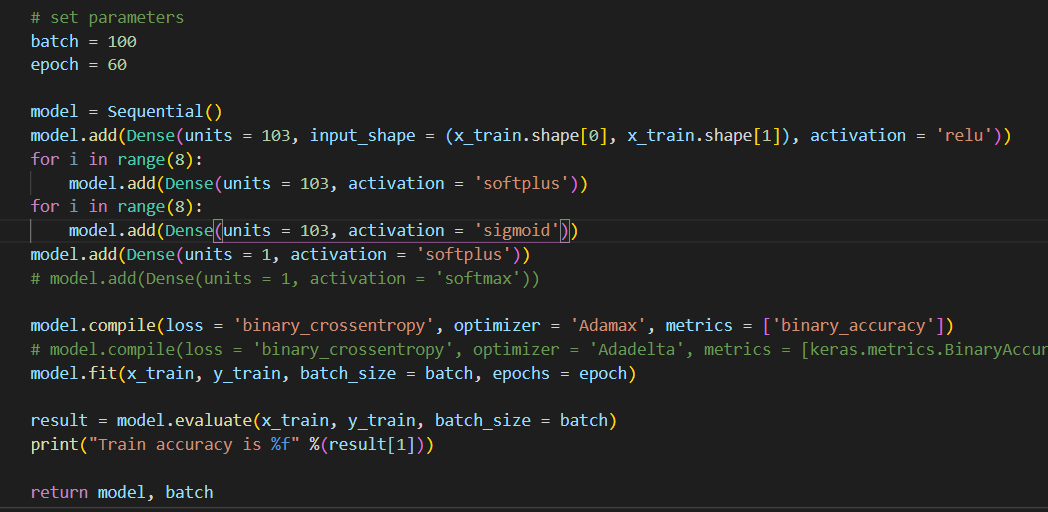 # set parameters
batch = 100
epoch = 60
model = Sequential()
model.add(Dense(units = 103, input_shape = (x_train.shape[0], x_train.shape[1]), activation = 'relu'))
for i in range(8):
    model.add(Dense(units = 103, activation = 'softplus'))
for i in range(8):
    model.add(Dense(units = 103, activation = 'sigmoid'))
model.add(Dense(units = 1, activation = 'softplus'))
# model.add(Dense(units = 1, activation = 'softmax'))
model.compile(loss = 'binary_crossentropy', optimizer = 'Adamax', metrics = ['binary_accuracy'])
# model.compile(loss = 'binary_crossentropy', optimizer = 'Adadelta', metrics = [keras.metrics.BinaryAccur
model.fit(x_train, y_train, batch_size = batch, epochs = epoch)
result = model.evaluate(x_train, y_train, batch_size = batch)
print("Train accuracy is %f" %(result[1]))
return model, batch